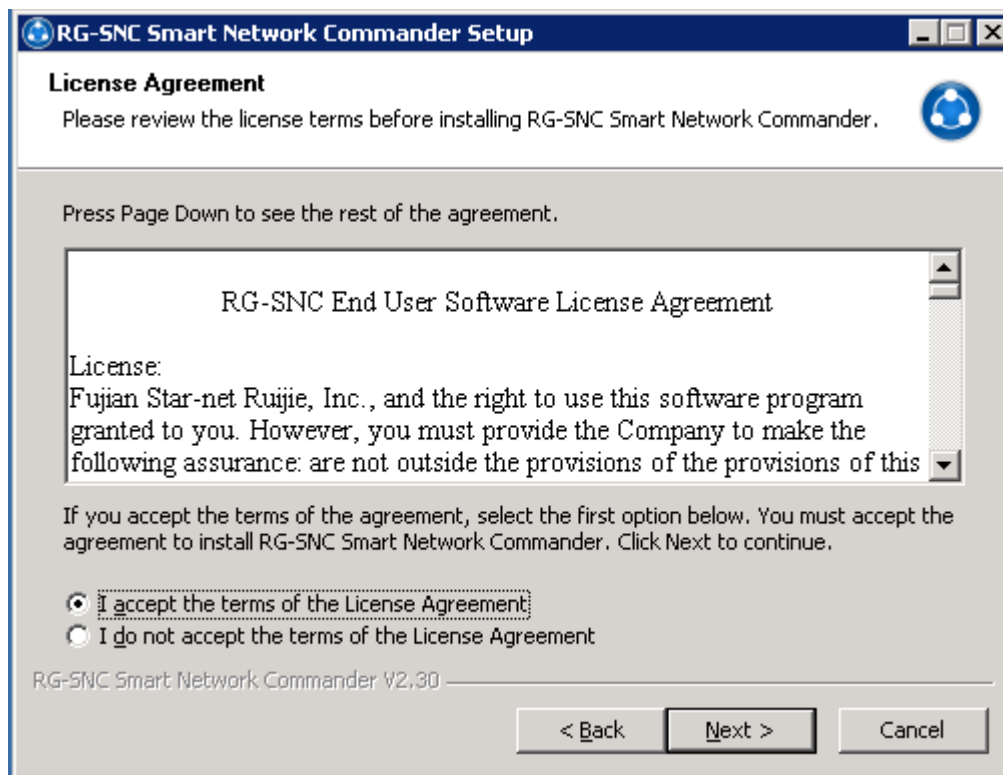 RG-SNC Smart Network Commander Setup
License Agreement
Please review the license terms before installing RG-SNC Smart Network Commander.
Press Page Down to see the rest of the agreement.
RG-SNC End User Software License Agreement
License:
Fujian Star-net Ruijie, Inc., and the right to use this software program
granted to you. However, you must provide the Company to make the
following assurance: are not outside the provisions of the provisions of this
If you accept the terms of the agreement, select the first option below. You must accept the
agreement to install RG-SNC Smart Network Commander. Click Next to continue.
I accept the terms of the License Agreement
I do not accept the terms of the License Agreement
RG-SNC Smart Network Commander V2.30
< Back
Next >
Cancel